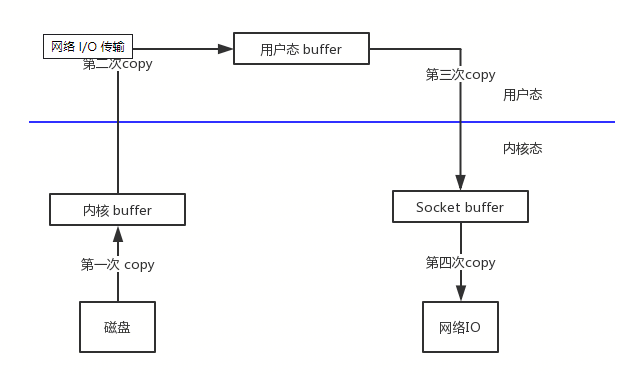 网络 I/O 传输
用户态 buffer
第二次copy
第三次copy
用户态
内核态
内核 buffer
Socket buffer
第一次 copy
第四次copy
磁盘
网络IO